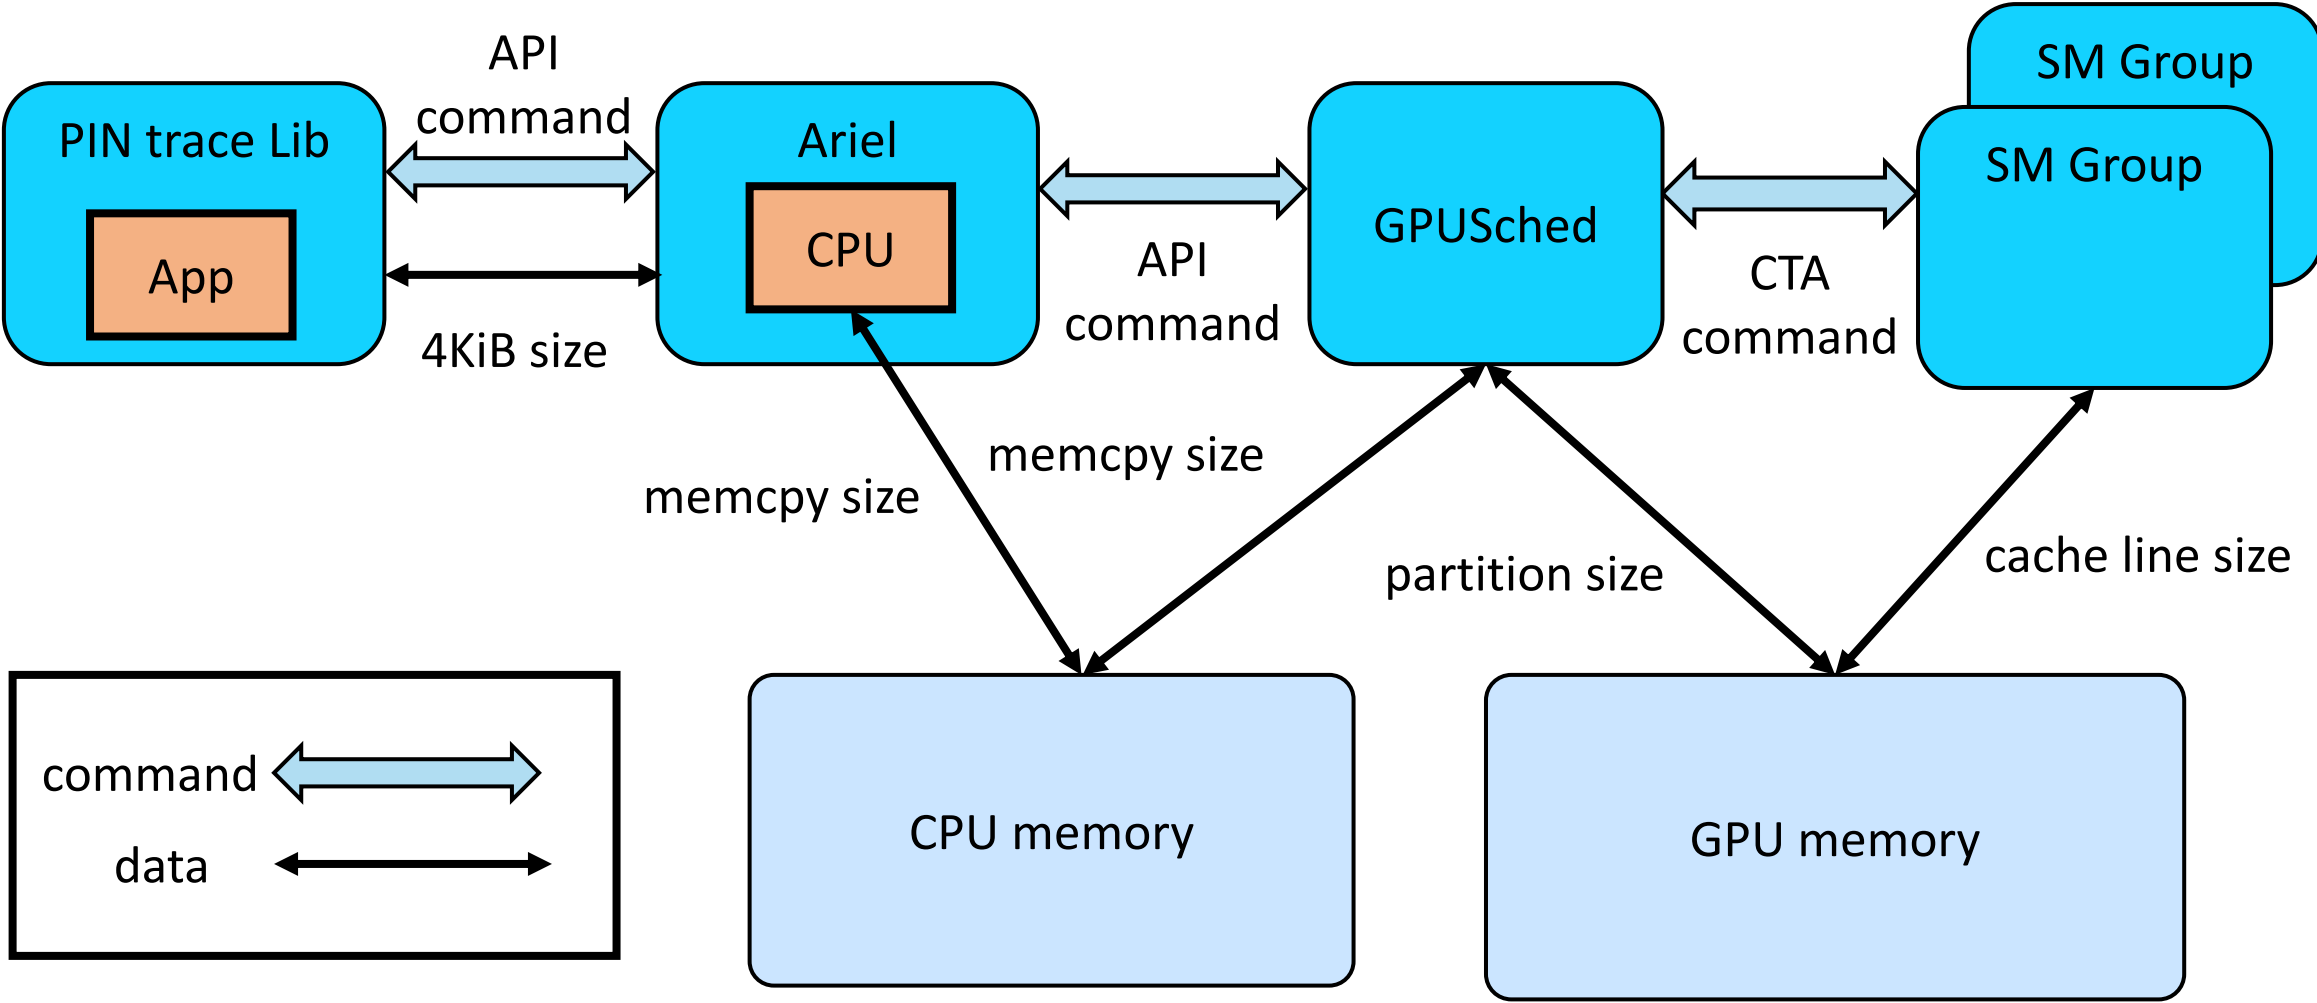 API
command
PIN trace Lib
App
4KiB size
Ariel
CPU
API
command
GPUSched
CTA
command
SM Group
SM Group
memcpy size
memcpy size
partition size
cache line size
command
data
CPU memory
GPU memory